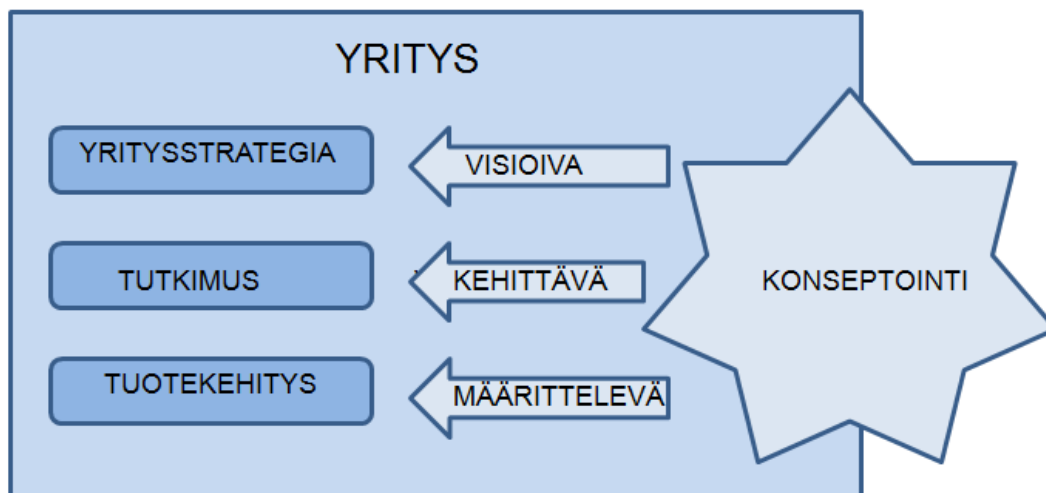 YRITYS
YRITYSSTRATEGIA
VISIOIVA
TUTKIMUS
KEHITTÄVÄ
KONSEPTOINTI
TUOTEKEHITYS
MÄÄRITTELEVÄ